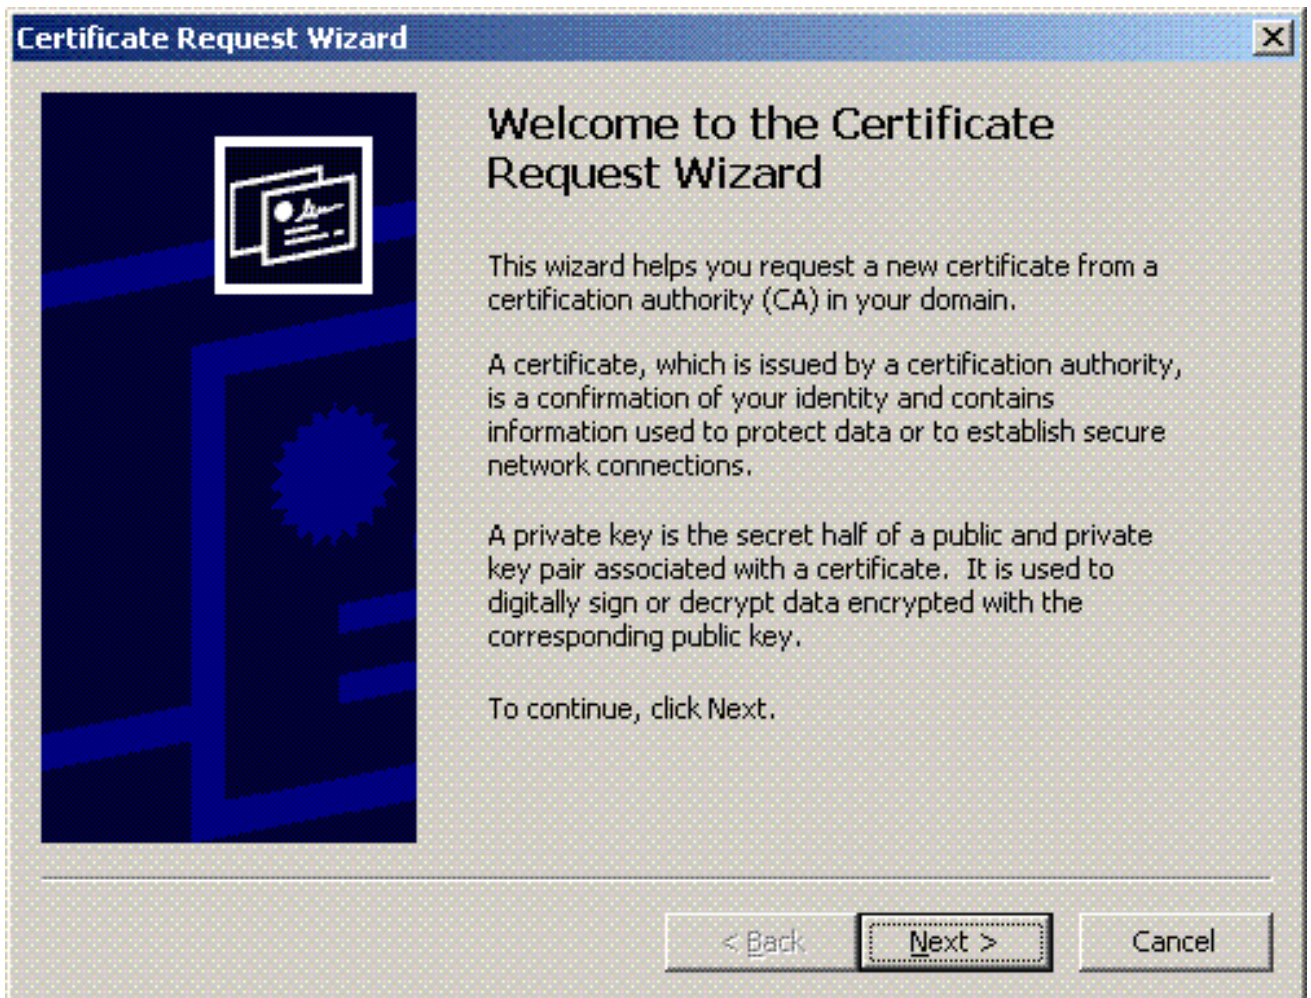 Certificate Request Wizard
Welcome to the Certificate
Request Wizard
This wizard helps you request a new certificate from a
certification authority (CA) in your domain.
A certificate, which is issued by a certification authority,
is a confirmation of your identity and contains
information used to protect data or to establish secure
network connections.
A private key is the secret half of a public and private
key pair associated with a certificate.  It is used to
digitally sign or decrypt data encrypted with the
corresponding public key.
To continue, click Next.
< Back Next > Cancel